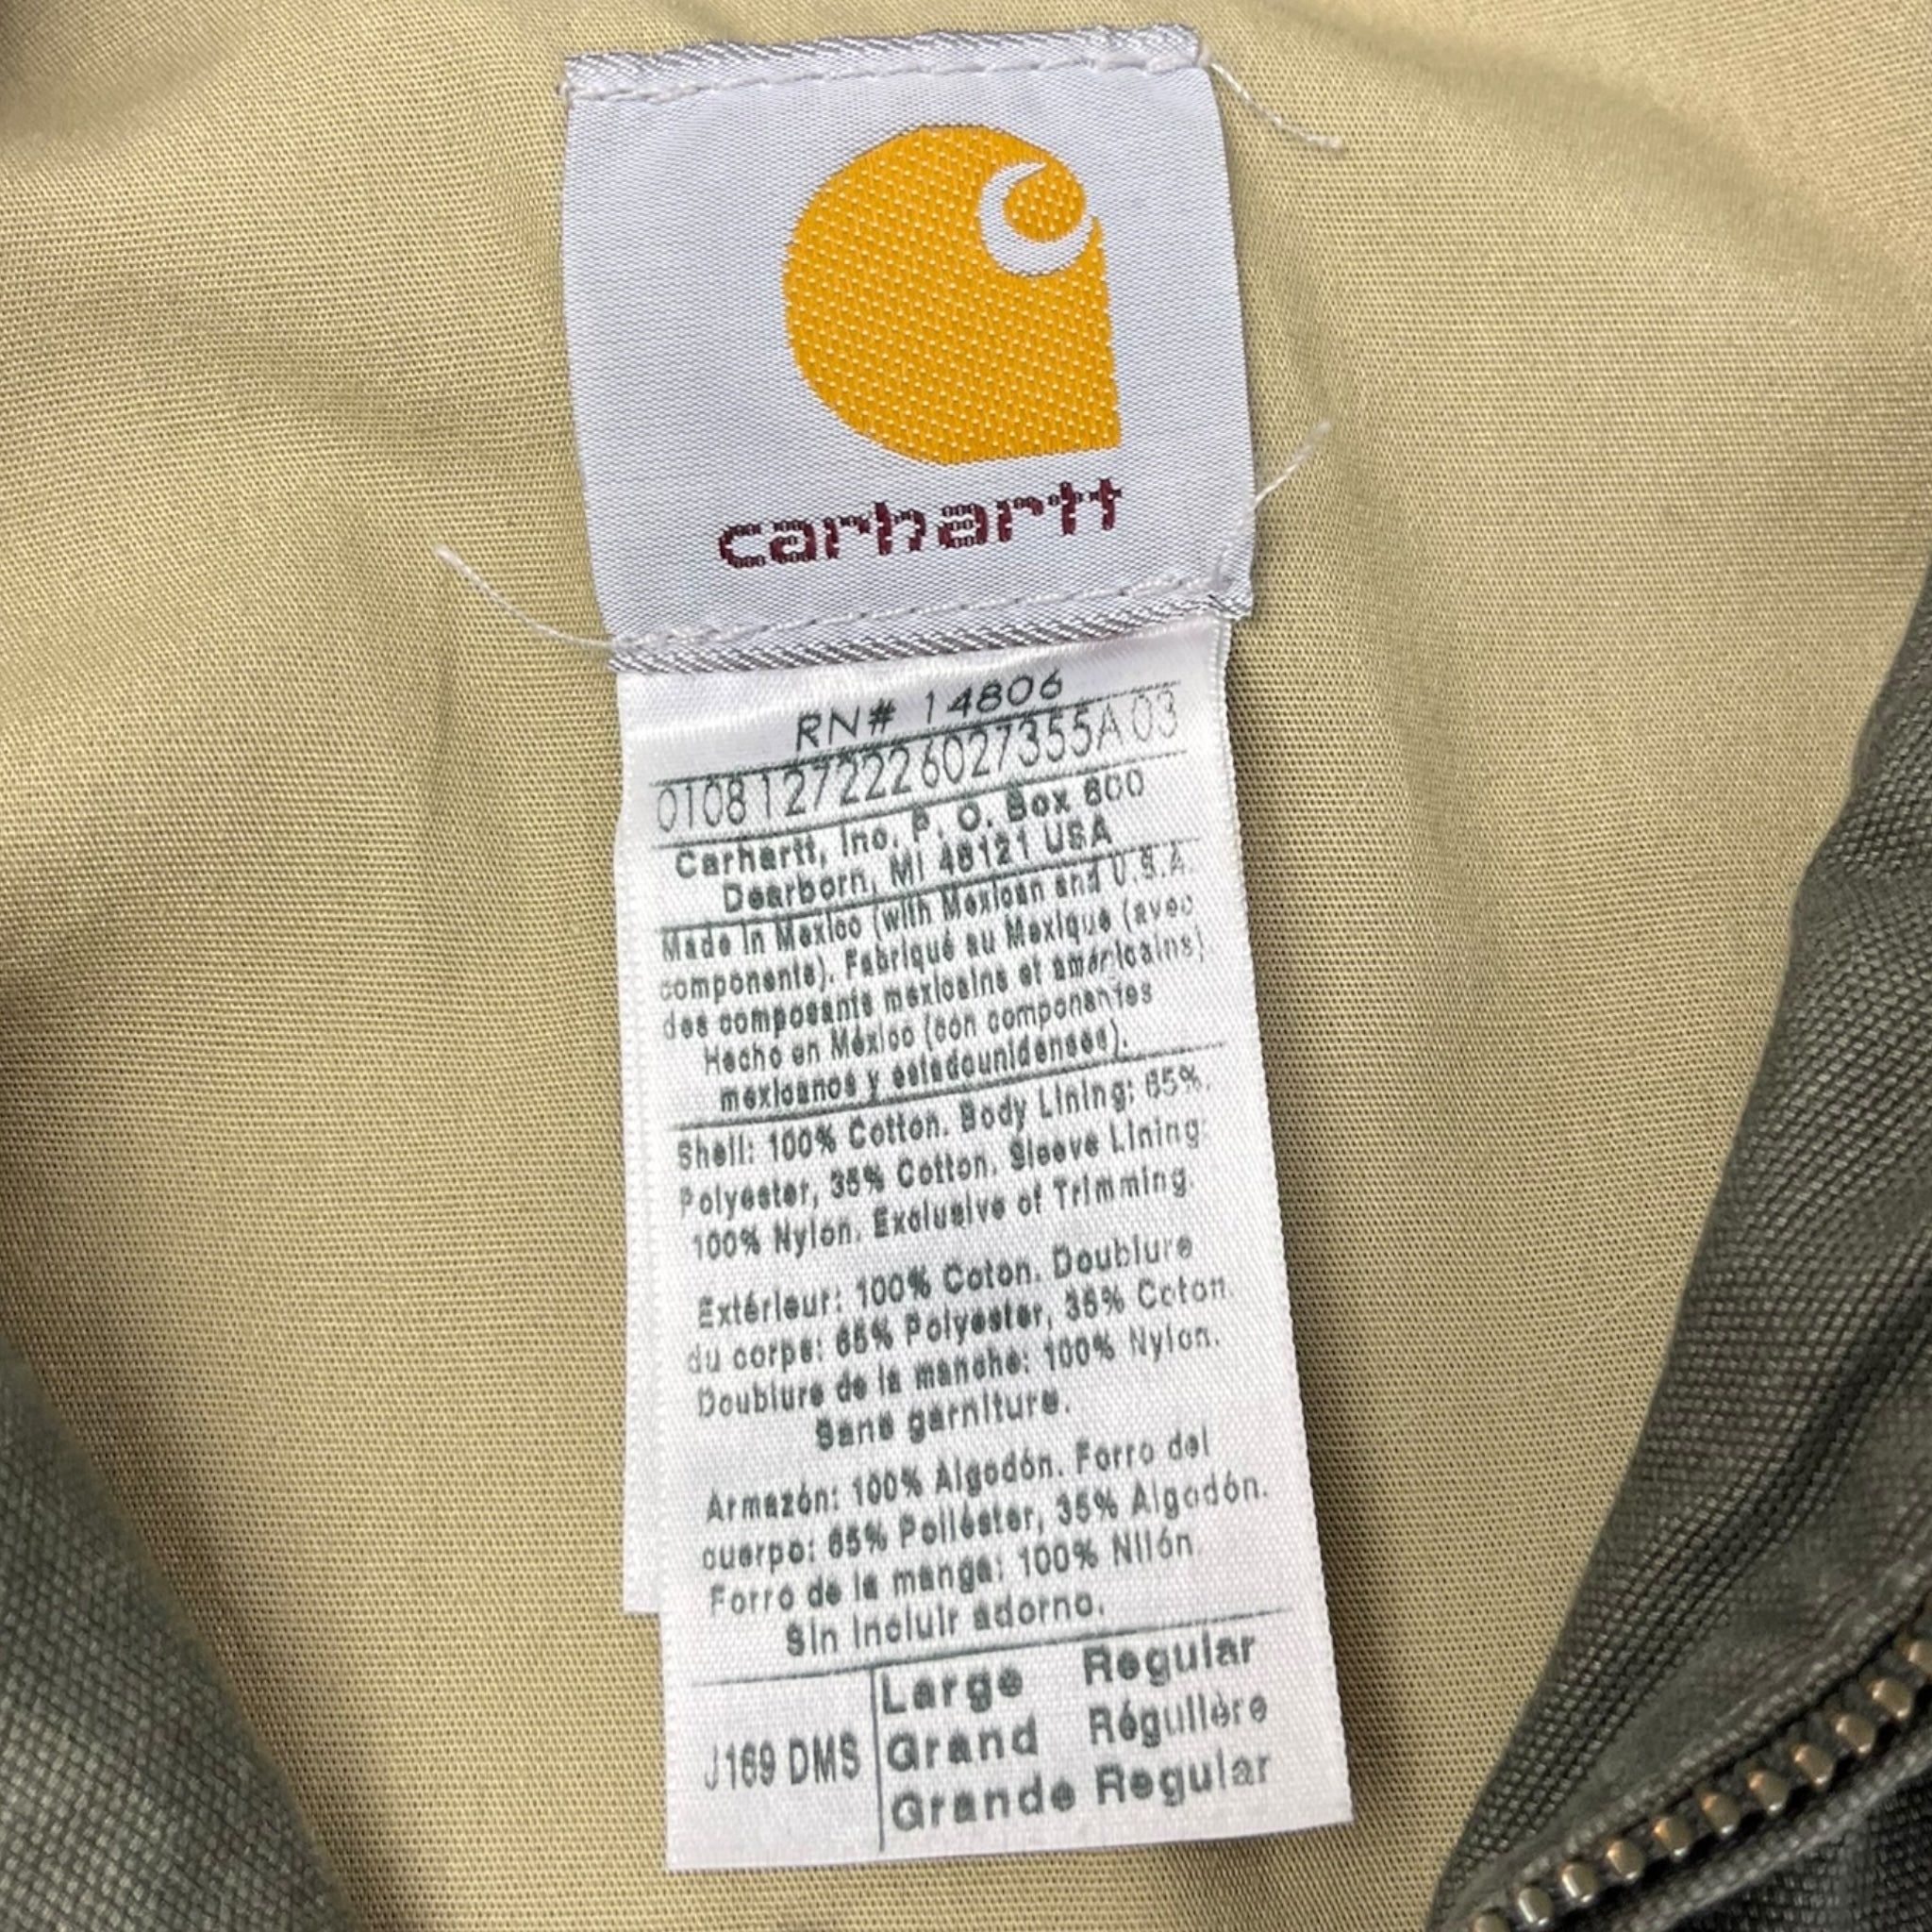 carhartt
RN# 14806
01081272226027355A 03
Carhartt, Inc. P. O. Box 600
Dearborn, MI 48121 USA
Made in Mexico (with Mexican and U.S.A.
components). Fabriqué au Mexique (avec
des composants mexicains et américains).
Hecho en México (con componentes
mexicanos y estadounidenses).
Shell: 100% Cotton. Body Lining: 65%
Polyester, 35% Cotton. Sleeve Lining:
100% Nylon. Exclusive of Trimming.
Extérieur: 100% Coton. Doublure
du corps: 65% Polyester, 35% Coton.
Doublure de la manche: 100% Nylon.
Sans garniture.
Armazón: 100% Algodón. Forro del
cuerpo: 65% Poliéster, 35% Algodón.
Forro de la manga: 100% Nilón
Sin incluir adorno.
J169 DMS Large Regular
Grand Régulière
Grande Regular